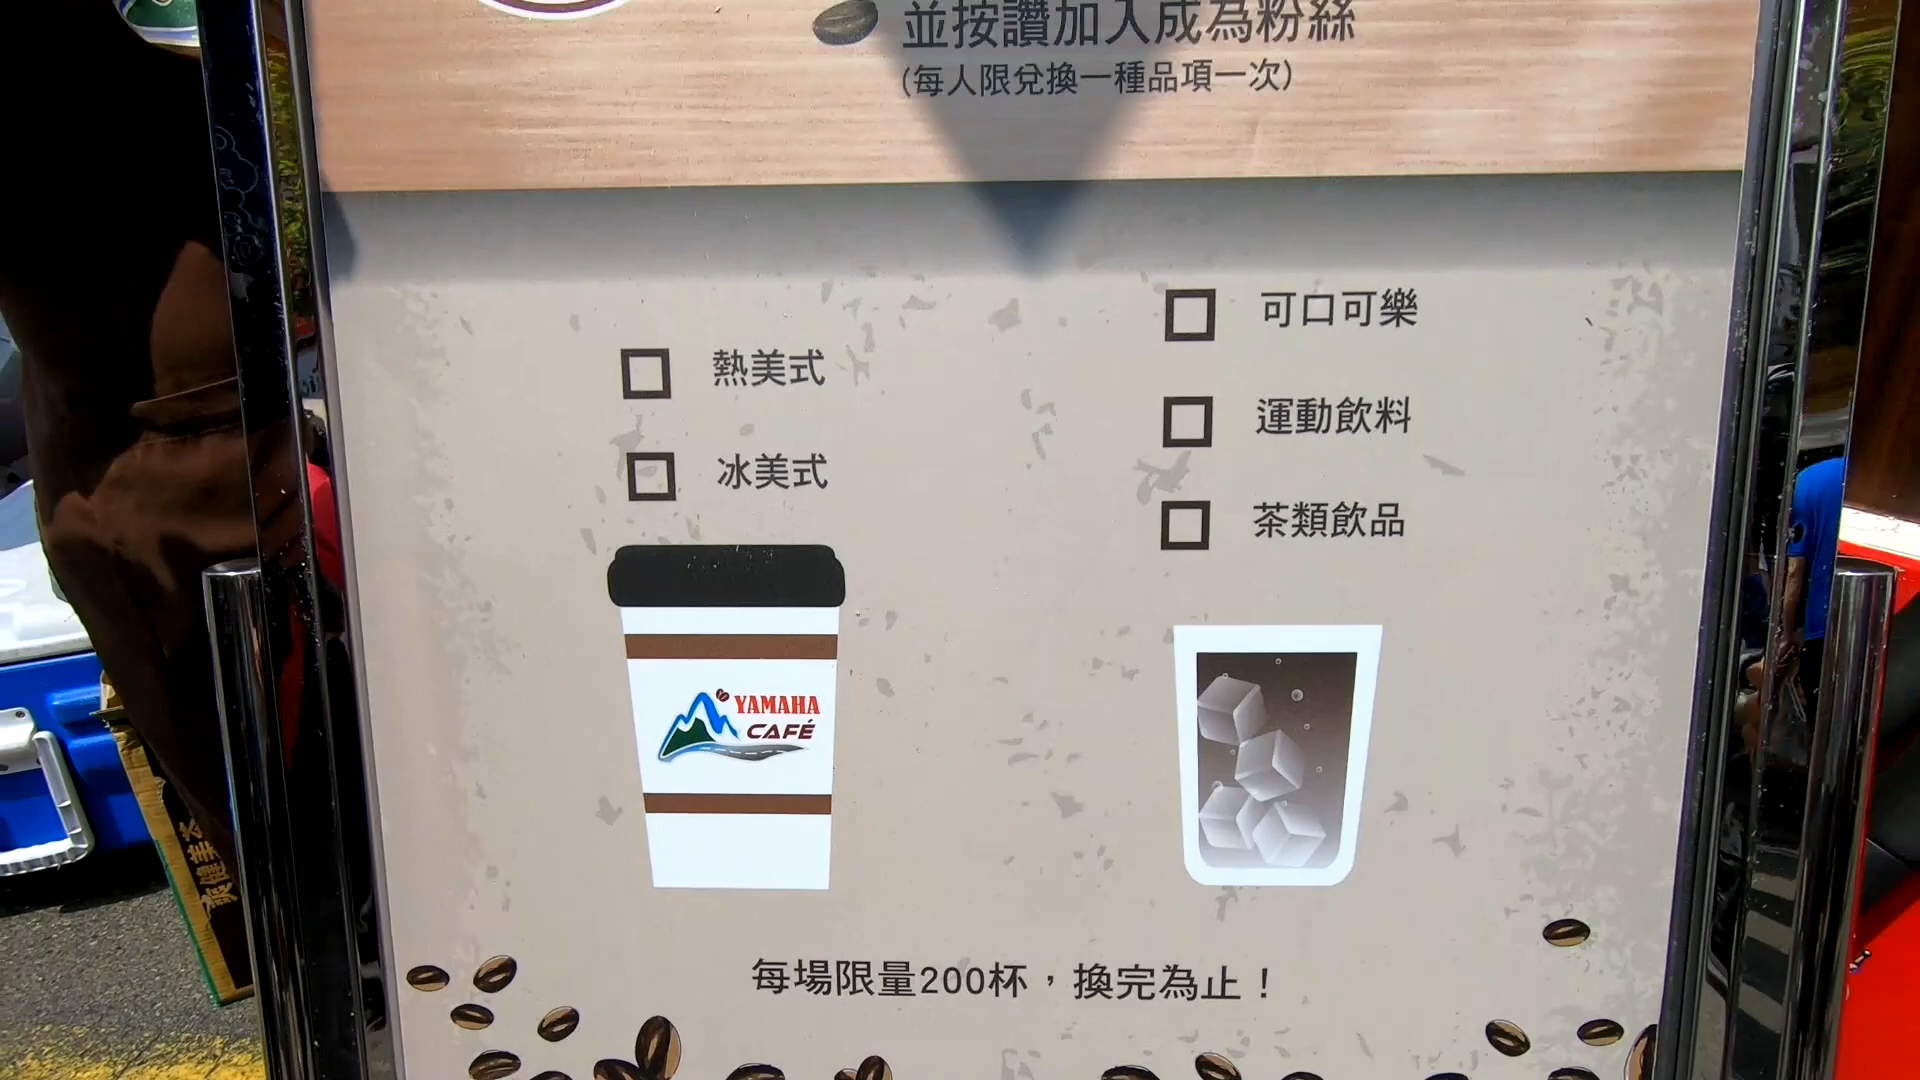 並按讚加入成為粉絲
(每人限兌換一種品項一次)
熱美式
冰美式
可口可樂
運動飲料
茶類飲品
YAMAHA
CAFÉ
每場限量200杯，換完為止！